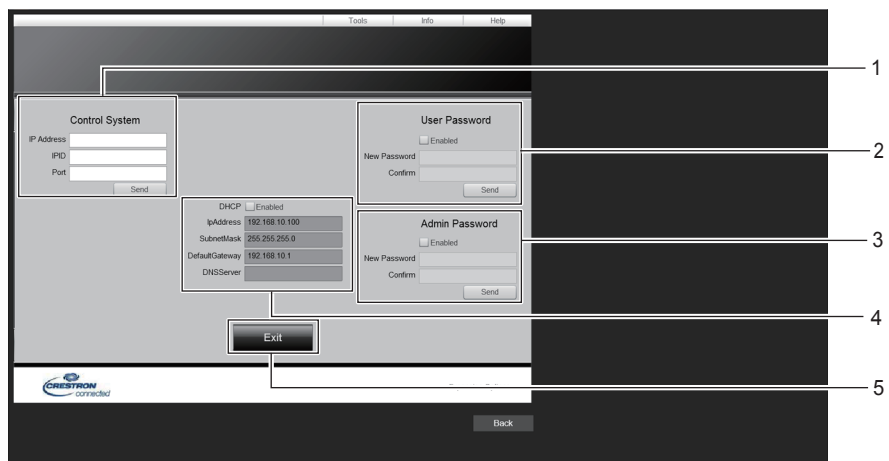 Tools Info Help
1
Control System
IP Address
IPID
Port
Send
User Password
Enabled
New Password
Confirm
Send
2
DHCP Enabled
IpAddress 192.168.10.100
SubnetMask 255.255.255.0
DefaultGateway 192.168.10.1
DNSServer
Admin Password
Enabled
New Password
Confirm
Send
3
4
Exit
CRESTRON
connected
5
Back